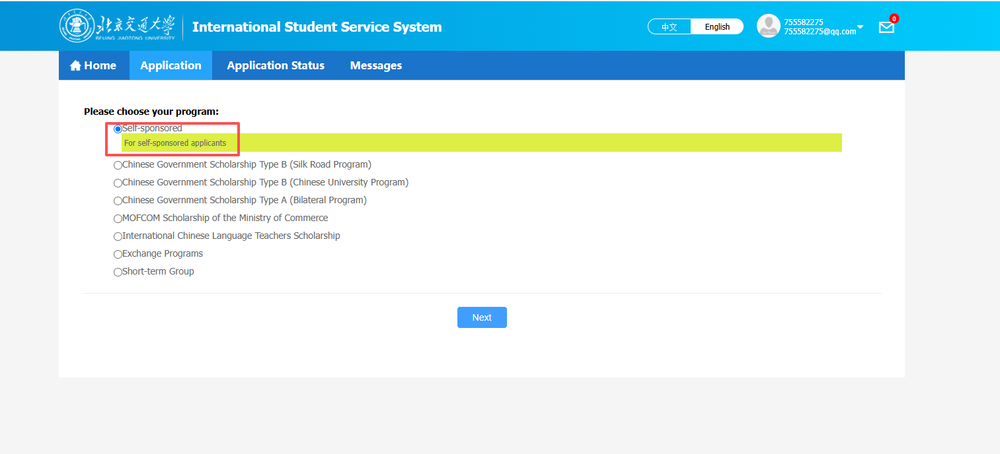 北京交通大学
BEIJING JIAOTONG UNIVERSITY
International Student Service System
中文
English
755582275
755582275@qq.com
0
Home
Application
Application Status
Messages
Please choose your program:
Self-sponsored
For self-sponsored applicants
Chinese Government Scholarship Type B (Silk Road Program)
Chinese Government Scholarship Type B (Chinese University Program)
Chinese Government Scholarship Type A (Bilateral Program)
MOFCOM Scholarship of the Ministry of Commerce
International Chinese Language Teachers Scholarship
Exchange Programs
Short-term Group
Next